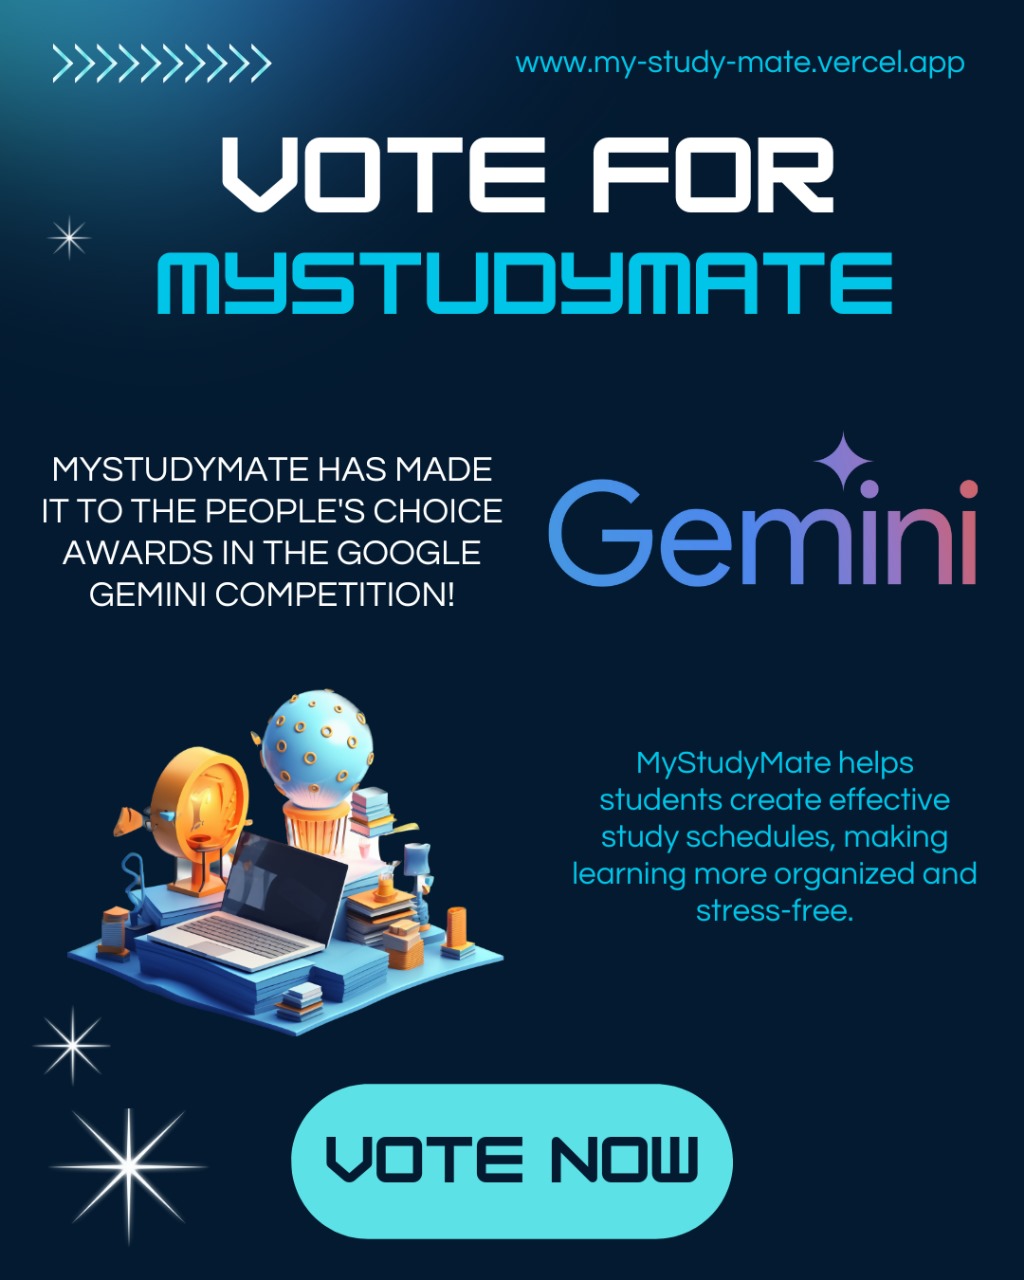 www.my-study-mate.vercel.app
VOTE FOR
MYSTUDYMATE
MYSTUDYMATE HAS MADE
IT TO THE PEOPLE'S CHOICE
AWARDS IN THE GOOGLE
GEMINI COMPETITION!
Gemini
MyStudyMate helps
students create effective
study schedules, making
learning more organized and
stress-free.
VOTE NOW